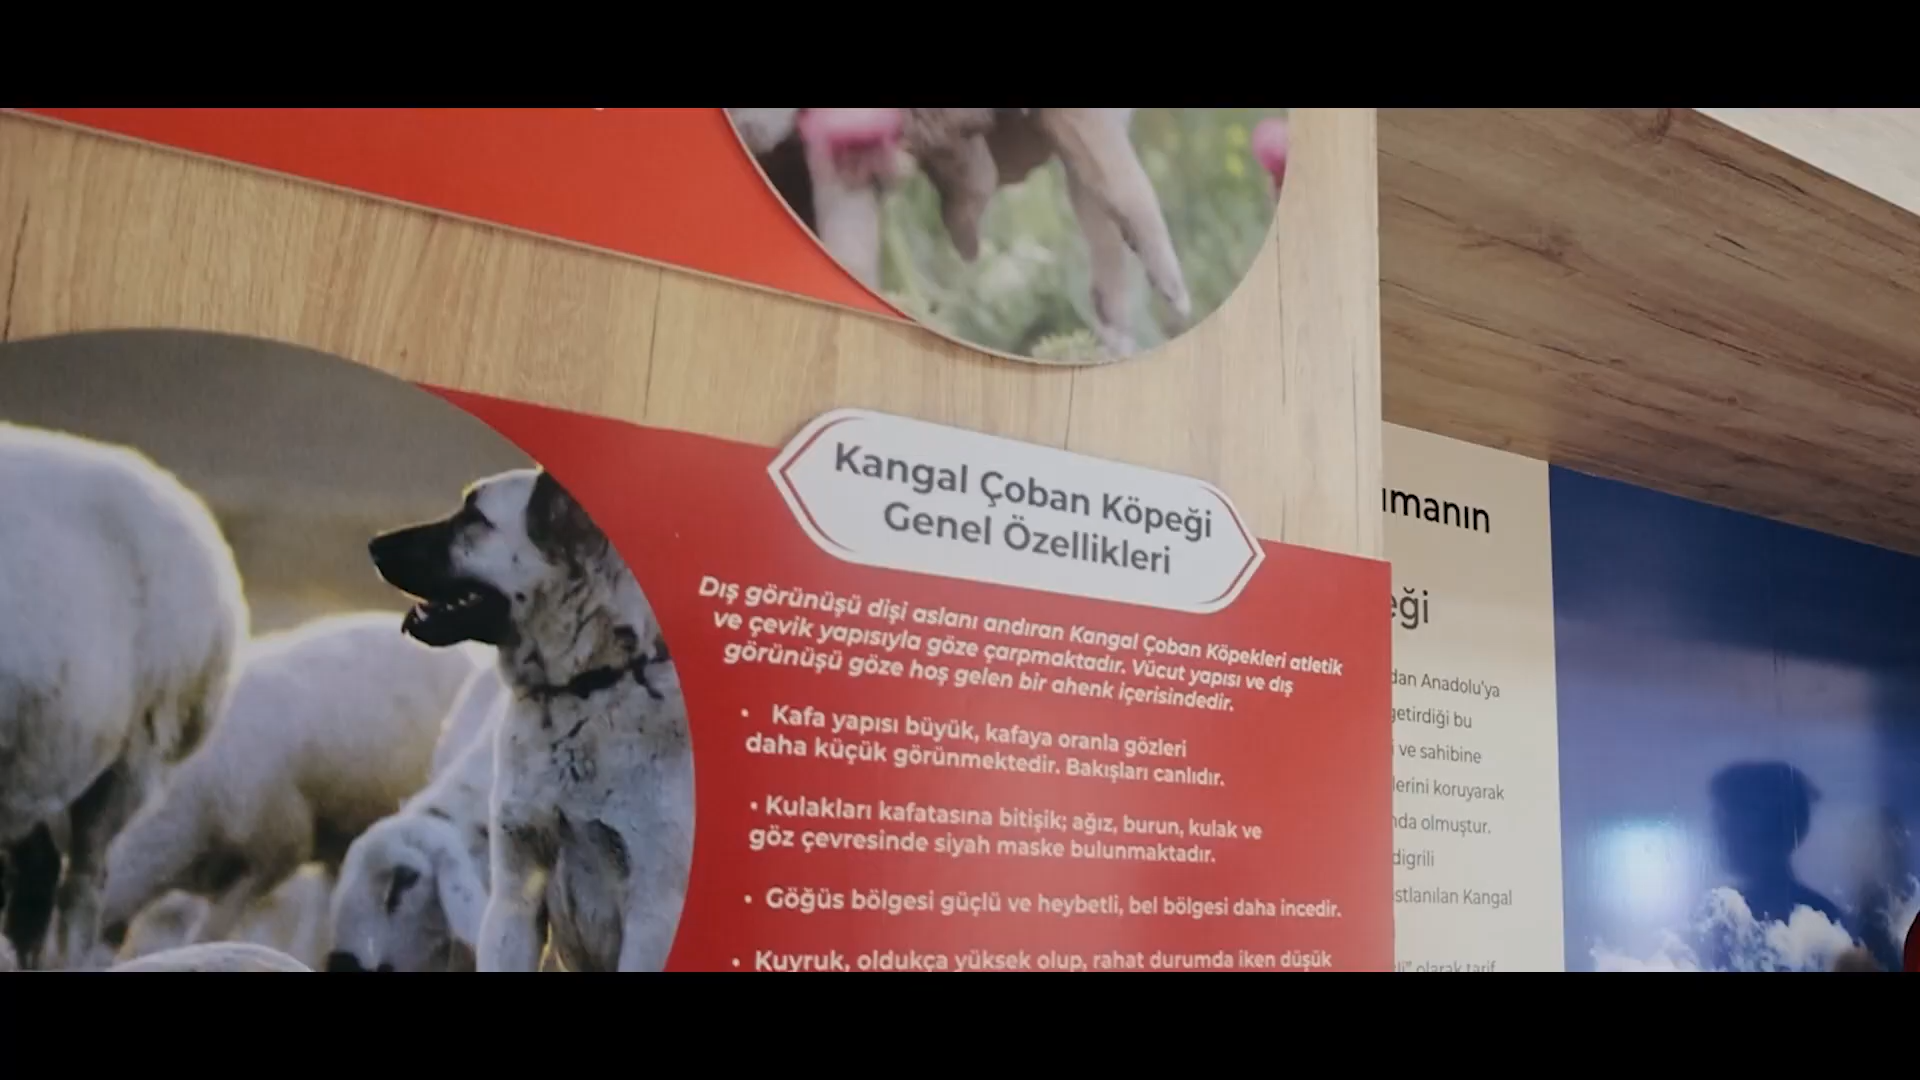 Kangal Çoban Köpeği
Genel Özellikleri
Dış görünüşü dişi aslanı andıran Kangal Çoban Köpekleri atletik
ve çevik yapısıyla göze çarpmaktadır. Vücut yapısı ve dış
görünüşü göze hoş gelen bir ahenk içerisindedir.
• Kafa yapısı büyük, kafaya oranla gözleri
daha küçük görünmektedir. Bakışları canlıdır.
• Kulakları kafatasına bitişik; ağız, burun, kulak ve
göz çevresinde siyah maske bulunmaktadır.
• Göğüs bölgesi güçlü ve heybetli, bel bölgesi daha incedir.
• Kuyruk, oldukça yüksek olup, rahat durumda iken düşük
ımanın
eği
dan Anadolu'ya
getirdiği bu
ve sahibine
lerini koruyarak
nda olmuştur.
digrili
stlanılan Kangal
li" olarak tarif